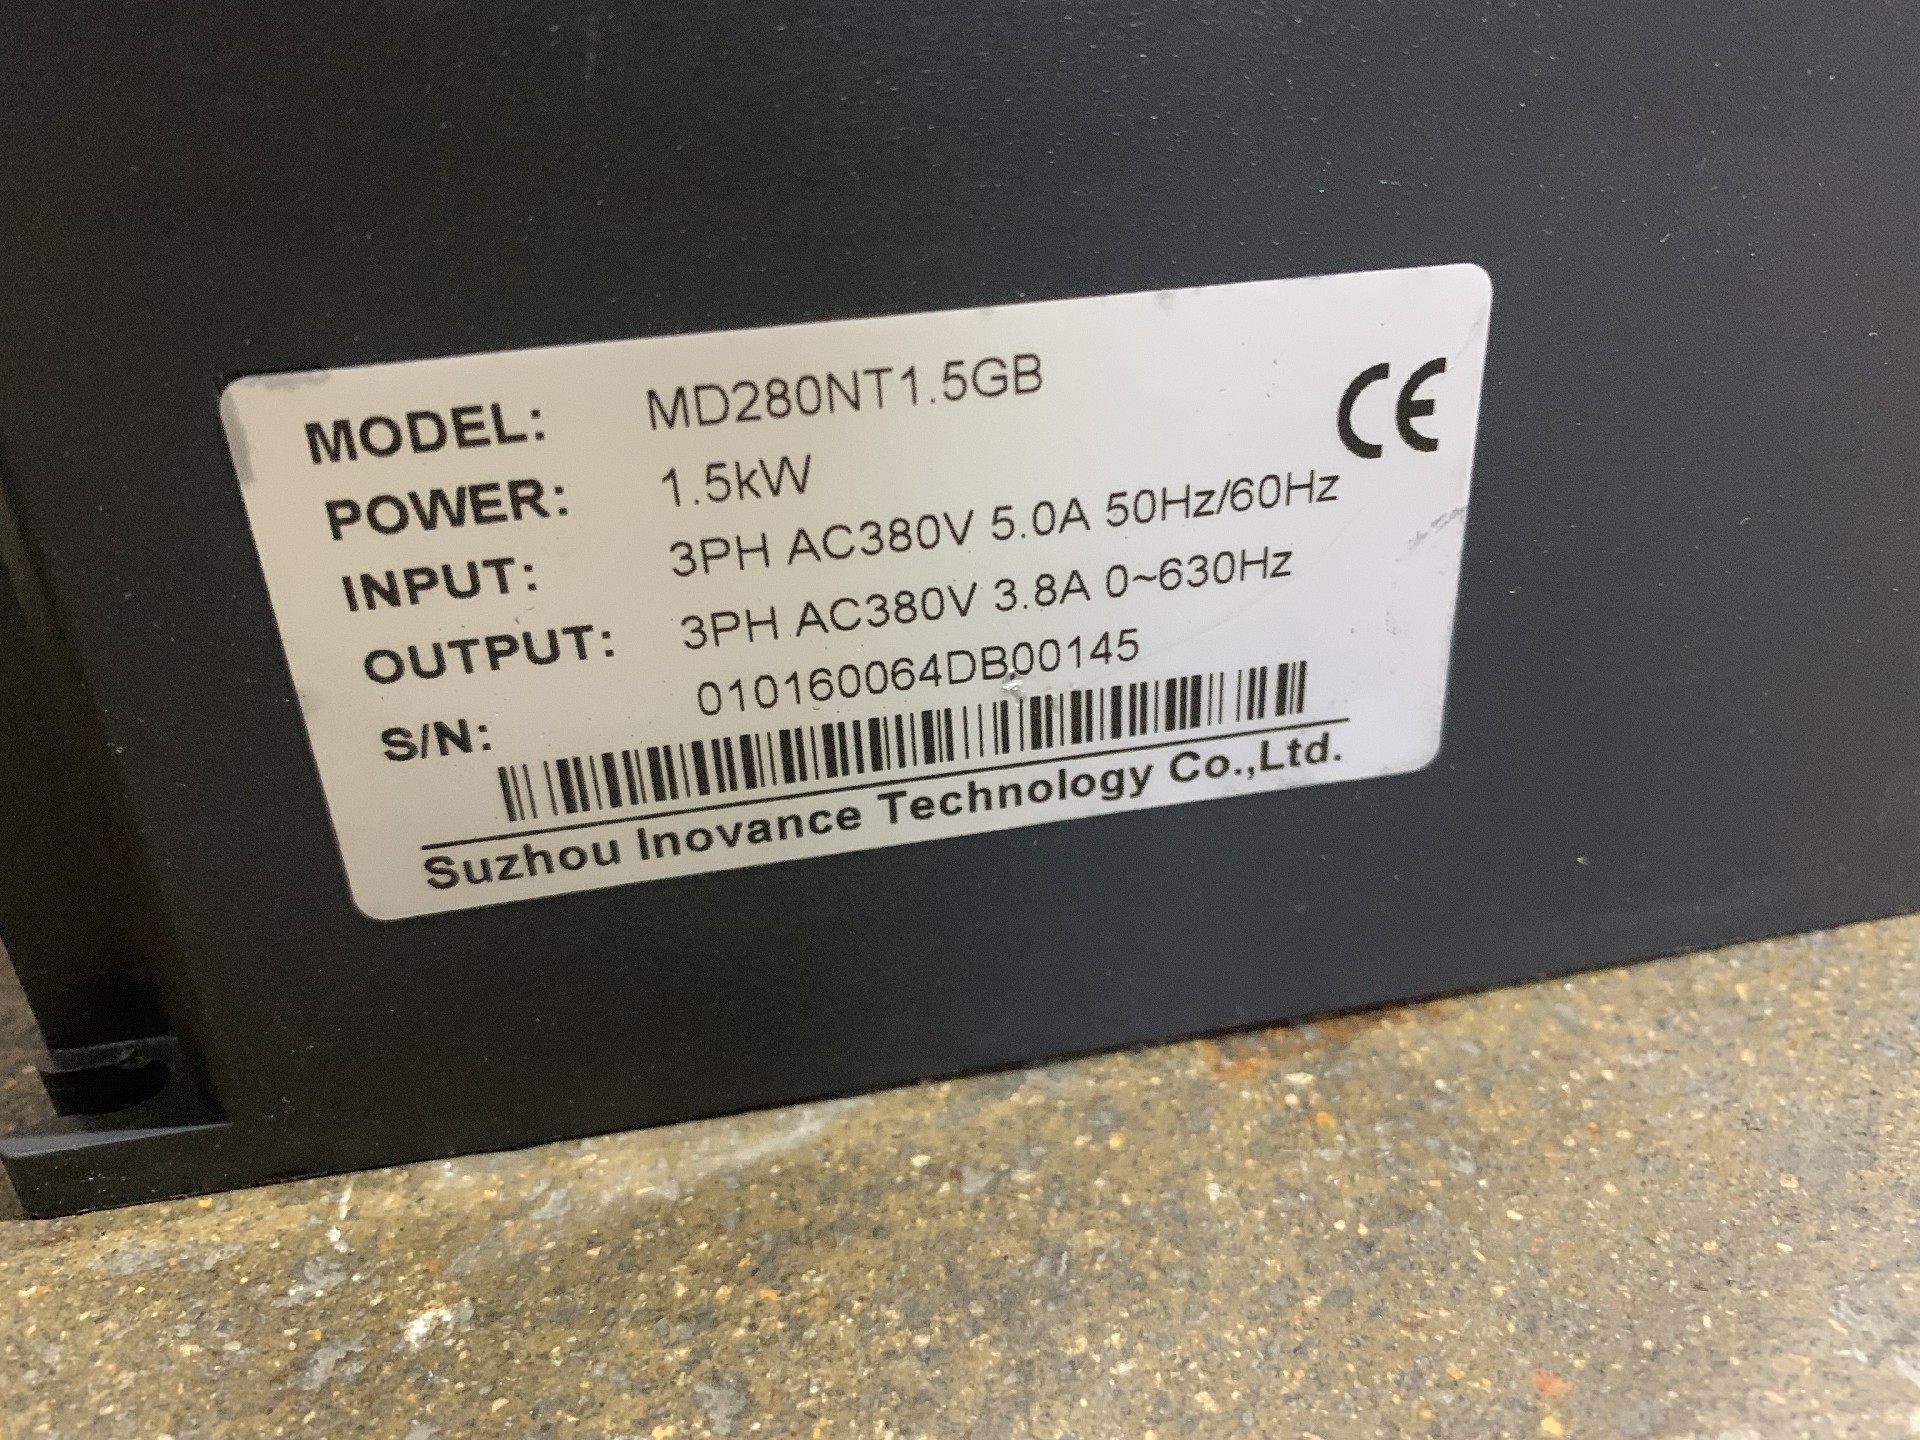 MODEL: MD280NT1.5GB
CE
POWER: 1.5kW
INPUT: 3PH AC380V 5.0A 50Hz/60Hz
OUTPUT: 3PH AC380V 3.8A 0~630Hz
S/N: 010160064DB00145
Suzhou Inovance Technology Co.,Ltd.